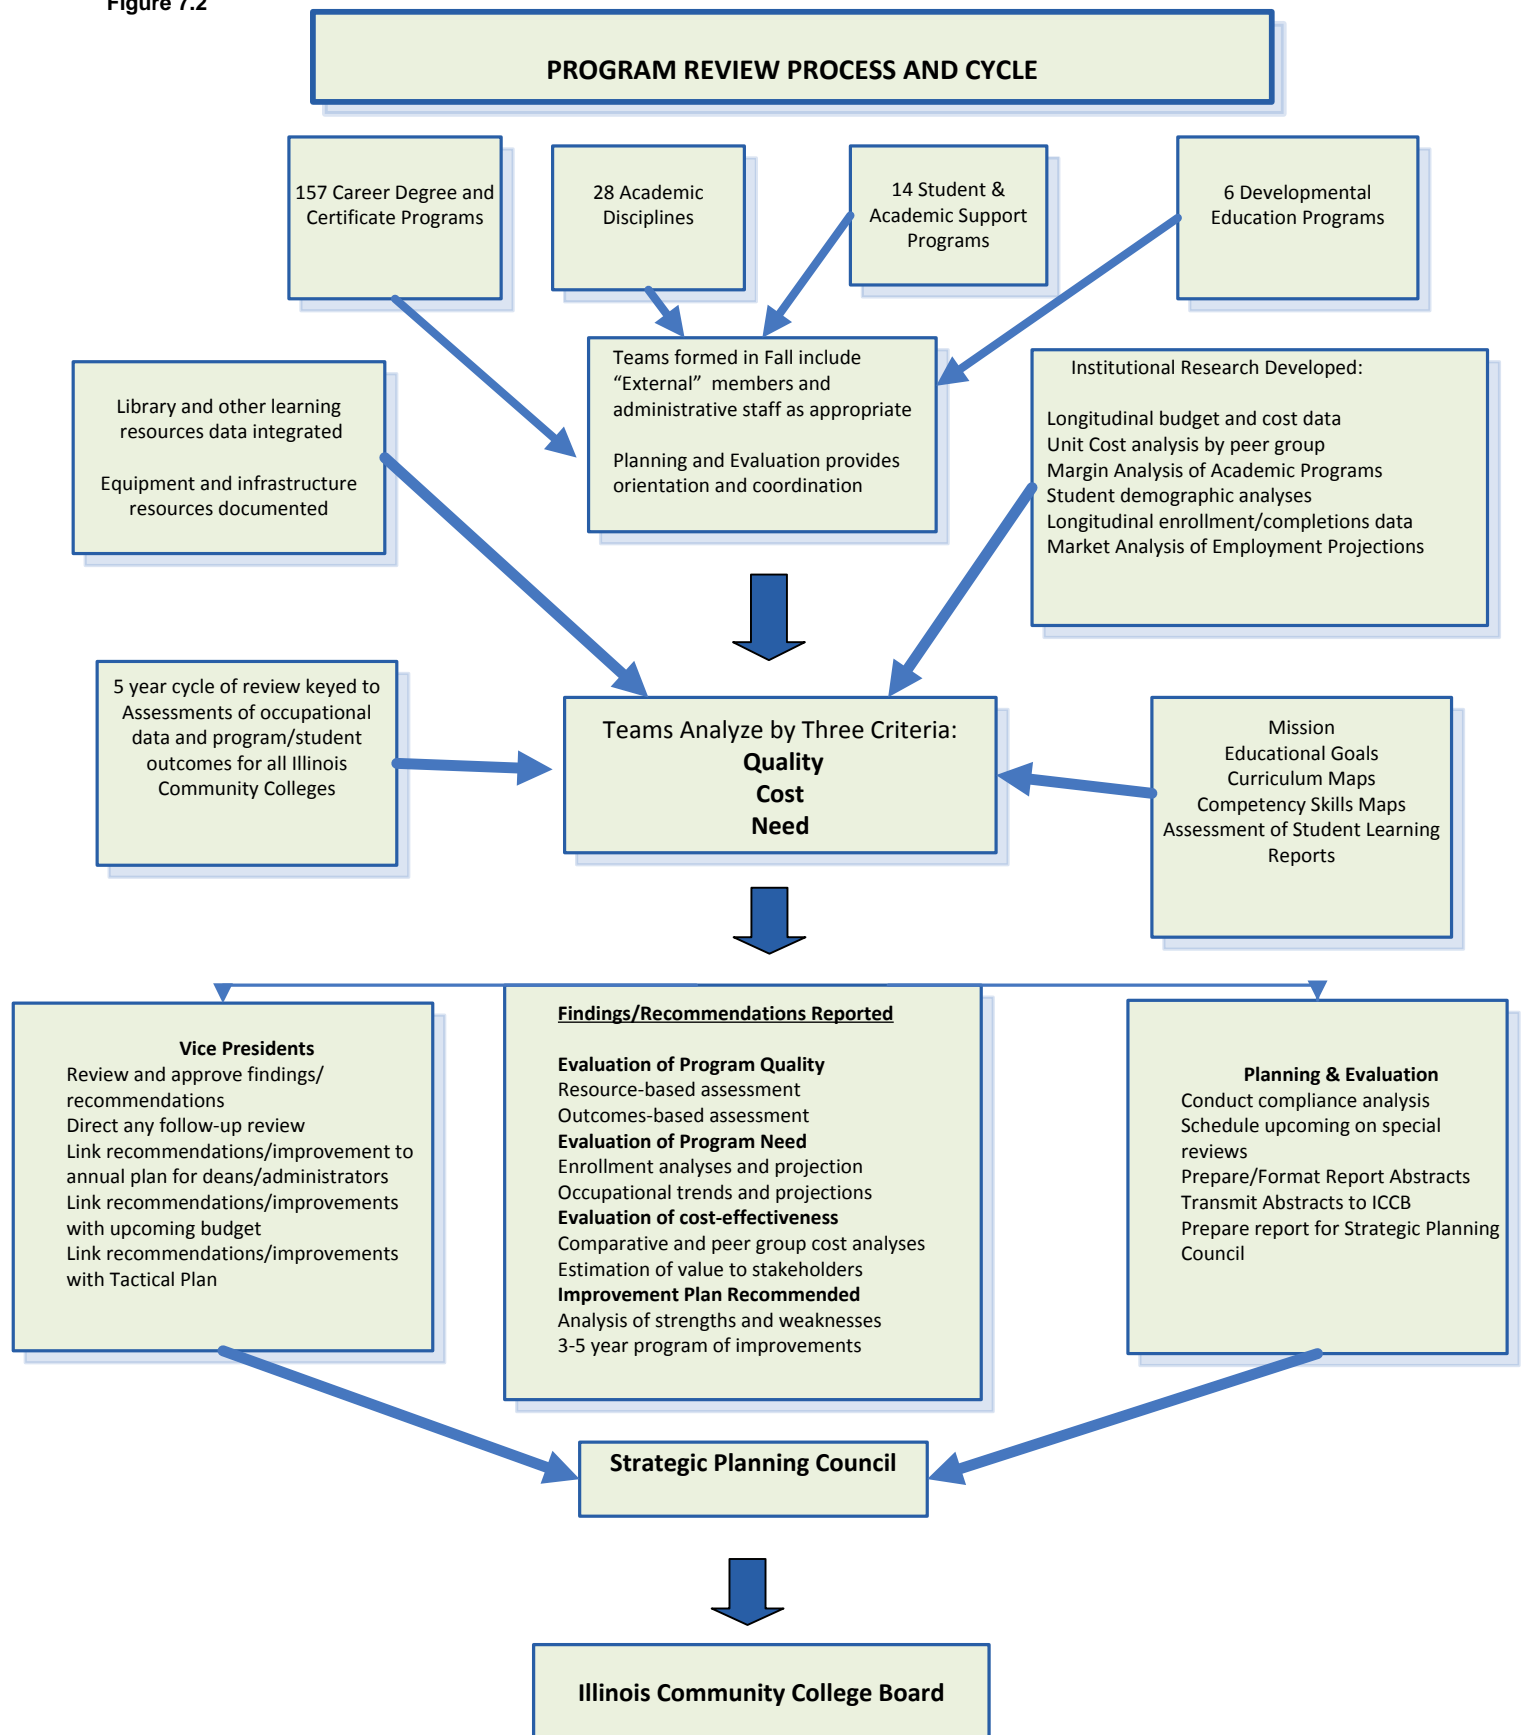 Figure 7.2
PROGRAM REVIEW PROCESS AND CYCLE
157 Career Degree and
Certificate Programs
28 Academic
Disciplines
14 Student &
Academic Support
Programs
6 Developmental
Education Programs
Teams formed in Fall include
“External”  members and
administrative staff as appropriate
Planning and Evaluation provides
orientation and coordination
Library and other learning
resources data integrated
Equipment and infrastructure
resources documented
Institutional Research Developed:
Longitudinal budget and cost data
Unit Cost analysis by peer group
Margin Analysis of Academic Programs
Student demographic analyses
Longitudinal enrollment/completions data
Market Analysis of Employment Projections
5 year cycle of review keyed to
Assessments of occupational
data and program/student
outcomes for all Illinois
Community Colleges
Teams Analyze by Three Criteria:
Quality
Cost
Need
Mission
Educational Goals
Curriculum Maps
Competency Skills Maps
Assessment of Student Learning
Reports
Vice Presidents
Review and approve findings/
recommendations
Direct any follow-up review
Link recommendations/improvement to
annual plan for deans/administrators
Link recommendations/improvements
with upcoming budget
Link recommendations/improvements
with Tactical Plan
Findings/Recommendations Reported
Evaluation of Program Quality
Resource-based assessment
Outcomes-based assessment
Evaluation of Program Need
Enrollment analyses and projection
Occupational trends and projections
Evaluation of cost-effectiveness
Comparative and peer group cost analyses
Estimation of value to stakeholders
Improvement Plan Recommended
Analysis of strengths and weaknesses
3-5 year program of improvements
Planning & Evaluation
Conduct compliance analysis
Schedule upcoming on special
reviews
Prepare/Format Report Abstracts
Transmit Abstracts to ICCB
Prepare report for Strategic Planning
Council
Strategic Planning Council
Illinois Community College Board